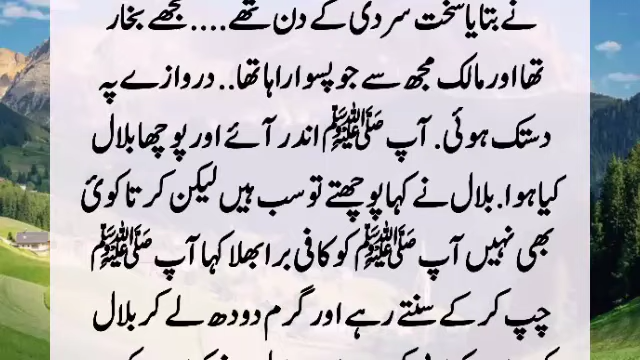 نے بتایا سخت سردی کے دن تھے.... مجھے بخار
تھا اور مالک مجھ سے جو پسوا رہا تھا.. دروازے پہ
دستک ہوئی. آپ ﷺ اندر آئے اور پوچھا بلال
کیا ہوا. بلال نے کہا پوچھتے تو سب ہیں لیکن کرتا کوئ
بھی نہیں آپ ﷺ کو کافی برا بھلا کہا آپ ﷺ
چپ کر کے سنتے رہے اور گرم دودھ لے کر بلال